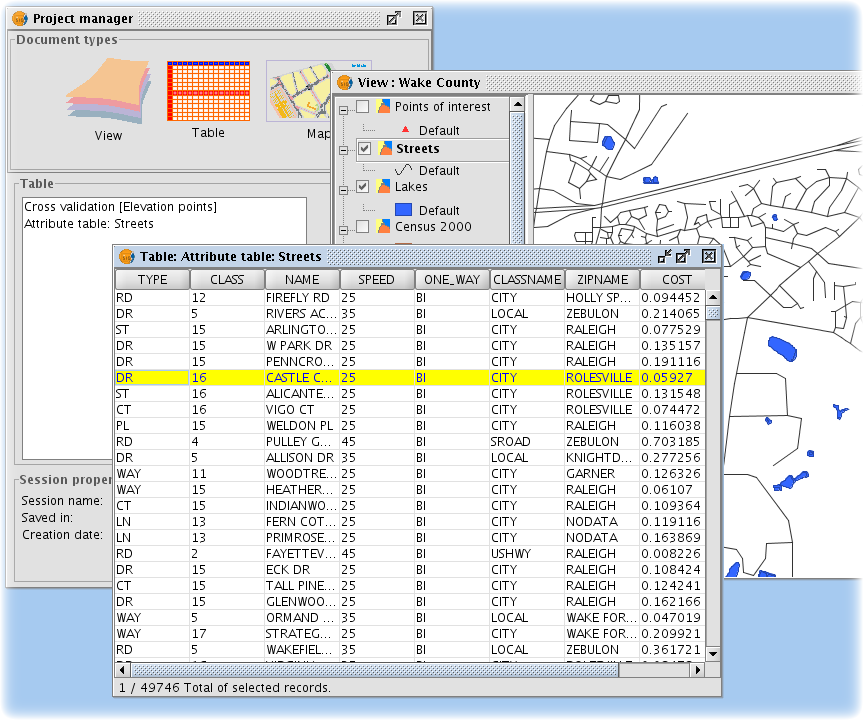 Project manager
Document types
View
Table
Map
View : Wake County
Points of interest
Default
Streets
Default
Lakes
Default
Census 2000
Table
Cross validation [Elevation points]
Attribute table: Streets
Session proper
Session name:
Saved in:
Creation date:
Table: Attribute table: Streets
TYPE CLASS NAME SPEED ONE_WAY CLASSNAME ZIPNAME COST
RD 12 FIREFLY RD 25 BI CITY HOLLY SP... 0.094452
DR 5 RIVERS AC... 35 BI LOCAL ZEBULON 0.214065
ST 15 ARLINGTO... 25 BI CITY RALEIGH 0.077529
DR 15 W PARK DR 25 BI CITY RALEIGH 0.135157
DR 15 PENNCRO... 25 BI CITY RALEIGH 0.191116
DR 16 CASTLE C... 25 BI CITY ROLESVILLE 0.05927
ST 16 ALICANTE... 25 BI CITY ROLESVILLE 0.131548
CT 16 VIGO CT 25 BI CITY ROLESVILLE 0.074472
PL 15 WELDON PL 25 BI CITY RALEIGH 0.116038
RD 4 PULLEY G... 45 BI SROAD ZEBULON 0.703185
DR 5 ALLISON DR 35 BI LOCAL KNIGHTD... 0.277256
WAY 11 WOODTRE... 25 BI CITY GARNER 0.126326
WAY 15 HEATHER... 25 BI CITY RALEIGH 0.06107
CT 15 INDIANWO... 25 BI CITY RALEIGH 0.109364
LN 13 FERN COT... 25 BI CITY NODATA 0.119116
LN 13 PRIMROSE... 25 BI CITY NODATA 0.163869
RD 2 FAYETTEV... 45 BI USHWY RALEIGH 0.008226
DR 15 ECK DR 25 BI CITY RALEIGH 0.108424
CT 15 TALL PINE... 25 BI CITY RALEIGH 0.124241
DR 15 GLENWOO... 25 BI CITY RALEIGH 0.162166
WAY 5 ORMAND ... 35 BI LOCAL WAKE FOR... 0.047019
WAY 17 STRATEG... 25 BI CITY WAKE FOR... 0.209921
RD 5 WAKEFIEL... 35 BI LOCAL ZEBULON 0.361721
1 / 49746 Total of selected records.